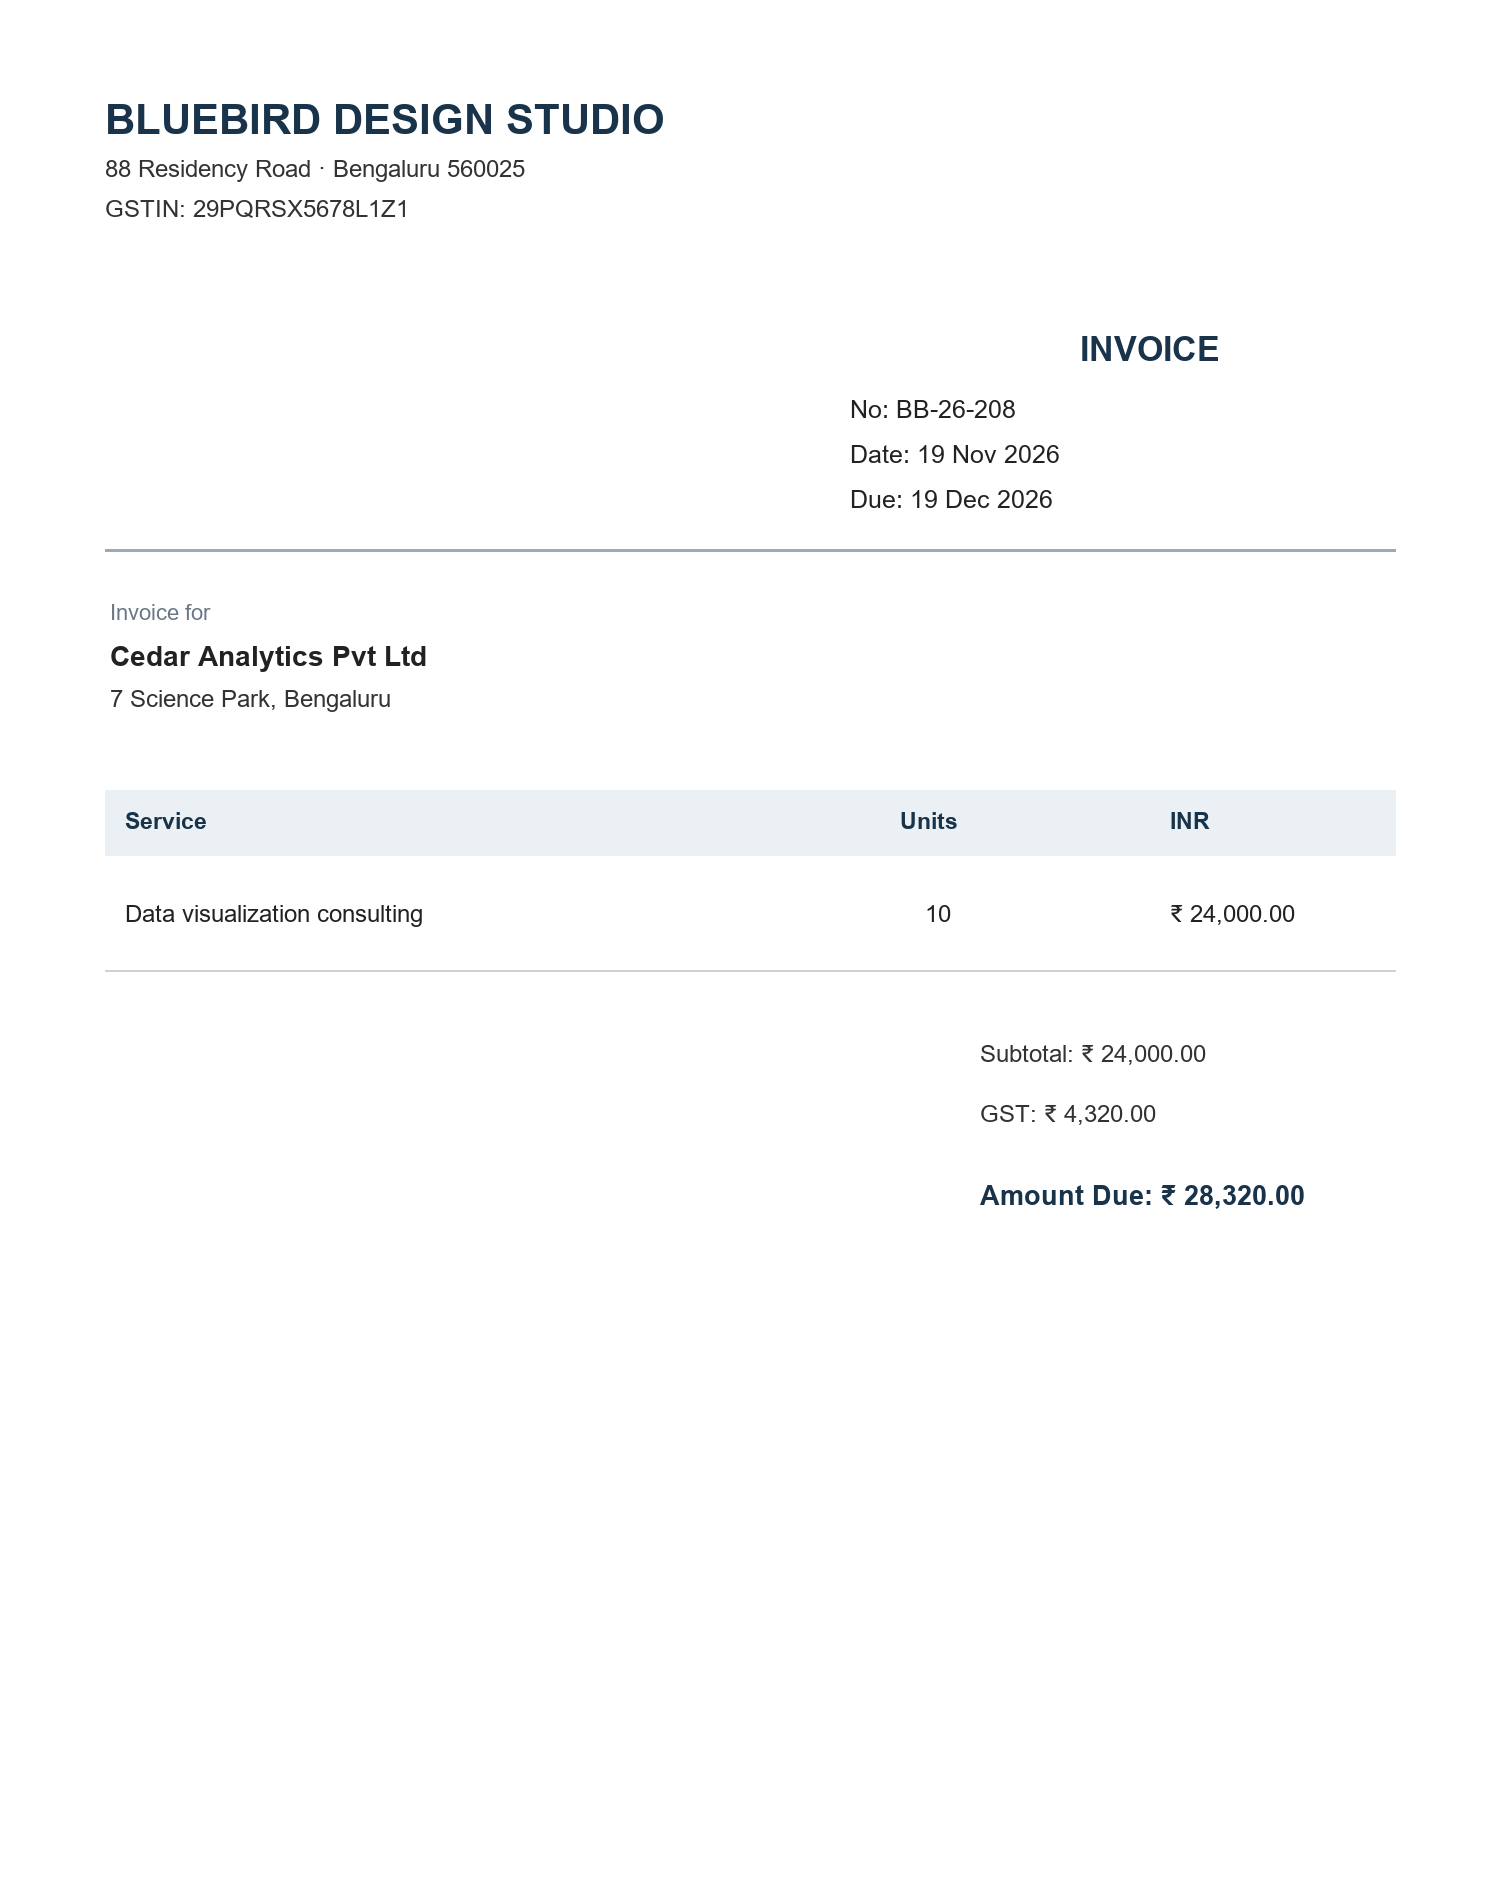 BLUEBIRD DESIGN STUDIO
88 Residency Road · Bengaluru 560025
GSTIN: 29PQRSX5678L1Z1
INVOICE
No: BB-26-208
Date: 19 Nov 2026
Due: 19 Dec 2026
Invoice for
Cedar Analytics Pvt Ltd
7 Science Park, Bengaluru
Service Units INR
Data visualization consulting 10 ₹ 24,000.00
Subtotal: ₹ 24,000.00
GST: ₹ 4,320.00
Amount Due: ₹ 28,320.00